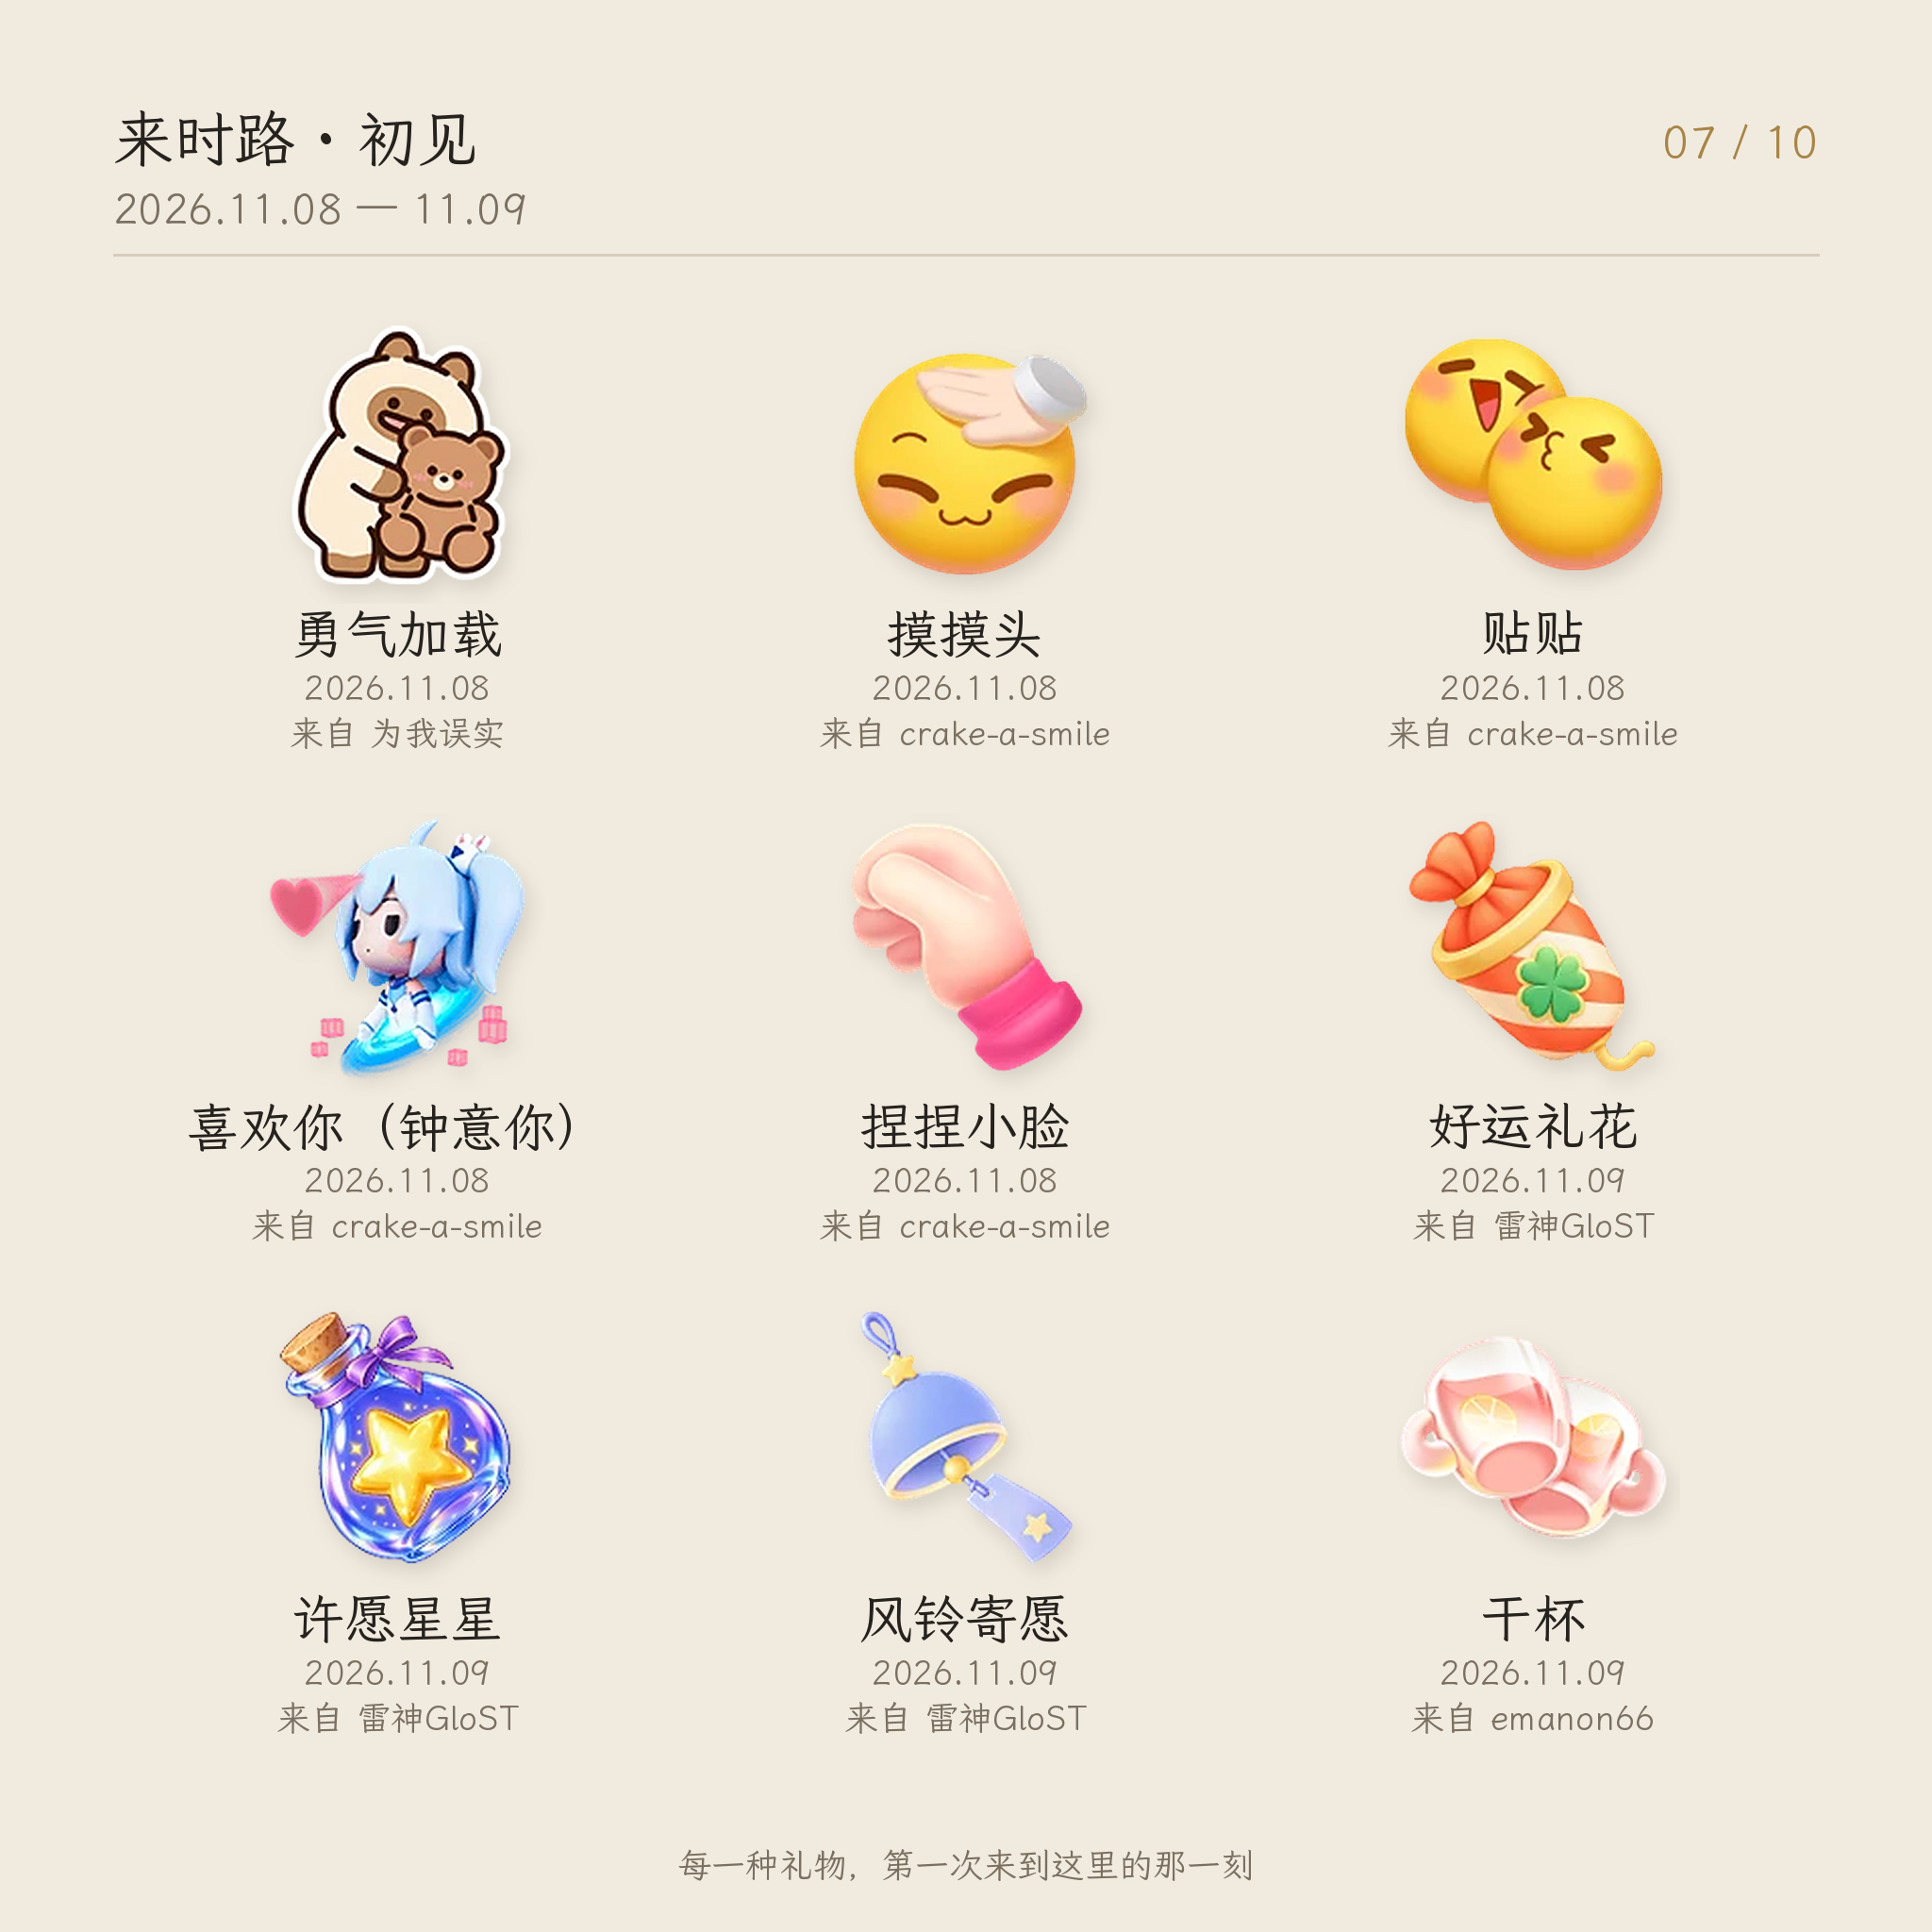 来时路·初见
07 / 10
2026.11.08 — 11.09
勇气加载
2026.11.08
来自 为我误实
摸摸头
2026.11.08
来自 crake-a-smile
贴贴
2026.11.08
来自 crake-a-smile
喜欢你（钟意你）
2026.11.08
来自 crake-a-smile
捏捏小脸
2026.11.08
来自 crake-a-smile
好运礼花
2026.11.09
来自 雷神GloST
许愿星星
2026.11.09
来自 雷神GloST
风铃寄愿
2026.11.09
来自 雷神GloST
干杯
2026.11.09
来自 emanon66
每一种礼物，第一次来到这里的那一刻